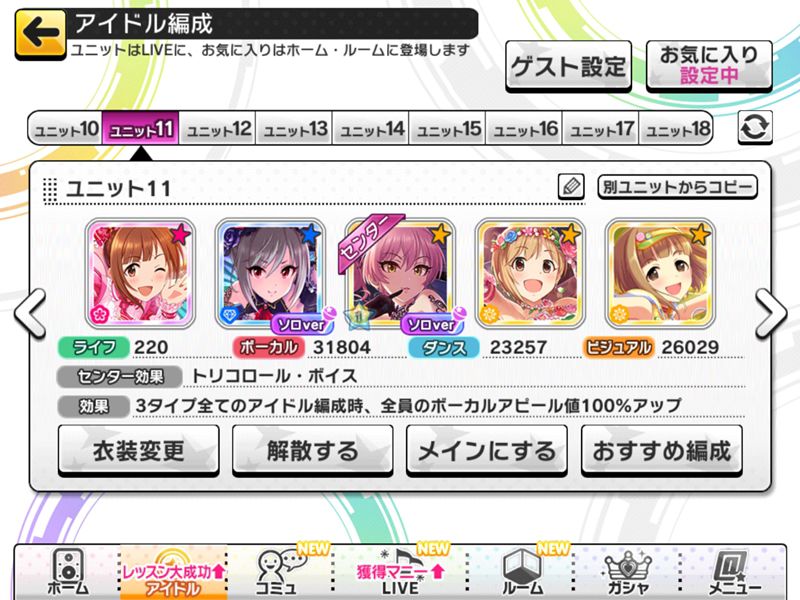 アイドル編成
ユニットはLIVEに、お気に入りはホーム・ルームに登場します
ゲスト設定
お気に入り
設定中
ユニット10 ユニット11 ユニット12 ユニット13 ユニット14 ユニット15 ユニット16 ユニット17 ユニット18
ユニット11
別ユニットからコピー
センター
ソロver ソロver
1
ライフ 220 ボーカル 31804 ダンス 23257 ビジュアル 26029
センター効果 トリコロール・ボイス
効果 3タイプ全てのアイドル編成時、全員のボーカルアピール値100%アップ
衣装変更 解散する メインにする おすすめ編成
NEW NEW NEW
レッスン大成功 獲得マニー
ホーム アイドル コミュ LIVE ルーム ガシャ メニュー